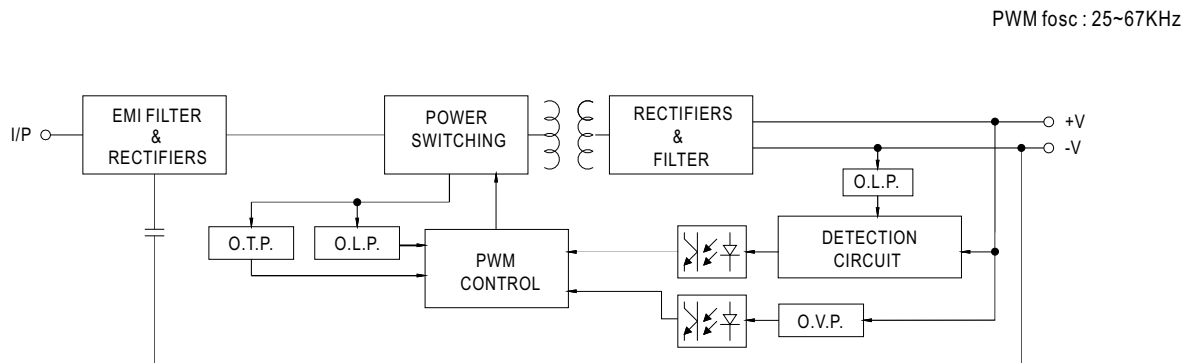 PWM fosc : 25~67KHz
I/P
EMI FILTER
&
RECTIFIERS
POWER
SWITCHING
RECTIFIERS
&
FILTER
+V
-V
O.L.P.
O.T.P.
O.L.P.
PWM
CONTROL
DETECTION
CIRCUIT
O.V.P.